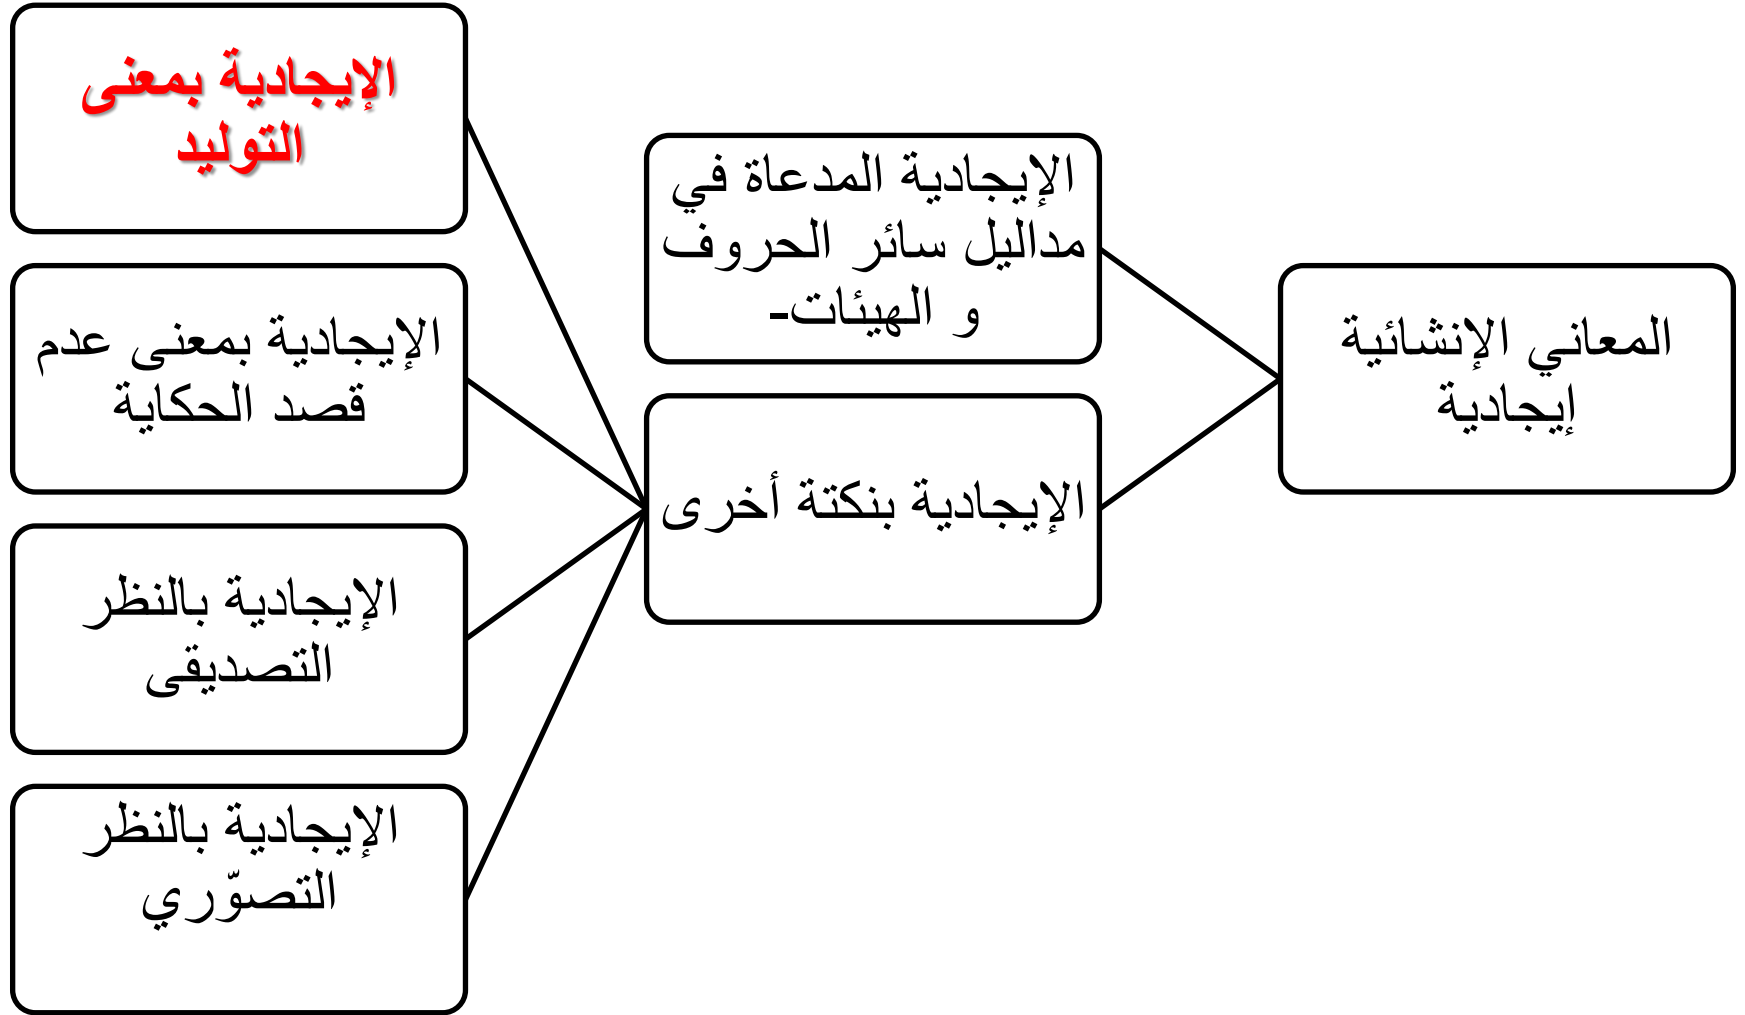 المعاني الإنشائية
إيجادية
الإيجادية المدعاة في
مداليل سائر الحروف
و الهيئات-
الإيجادية بنكتة أخرى
الإيجادية بمعنى
التوليد
الإيجادية بمعنى عدم
قصد الحكاية
الإيجادية بالنظر
التصديقى
الإيجادية بالنظر
التصوّري